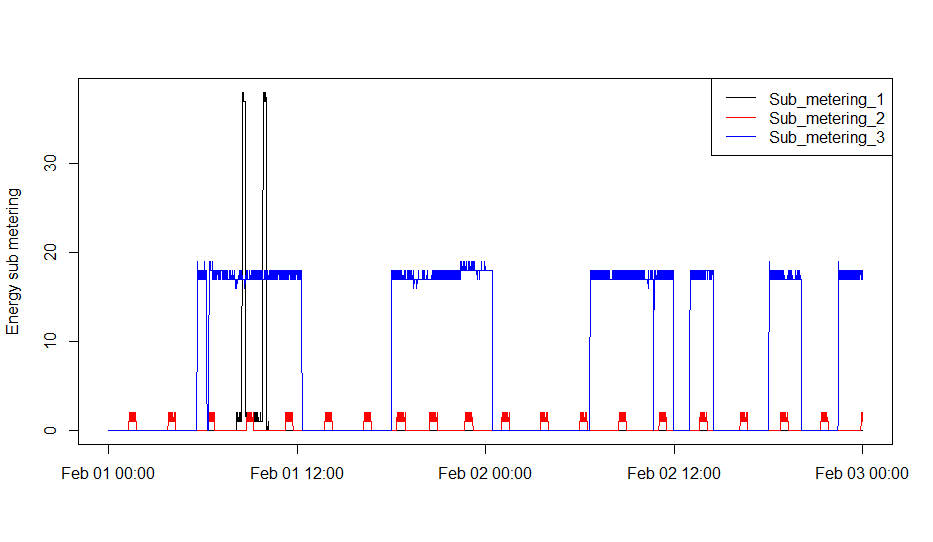 Sub_metering_1
Sub_metering_2
Sub_metering_3
Energy sub metering
30
20
10
0
Feb 01 00:00 Feb 01 12:00 Feb 02 00:00 Feb 02 12:00 Feb 03 00:00